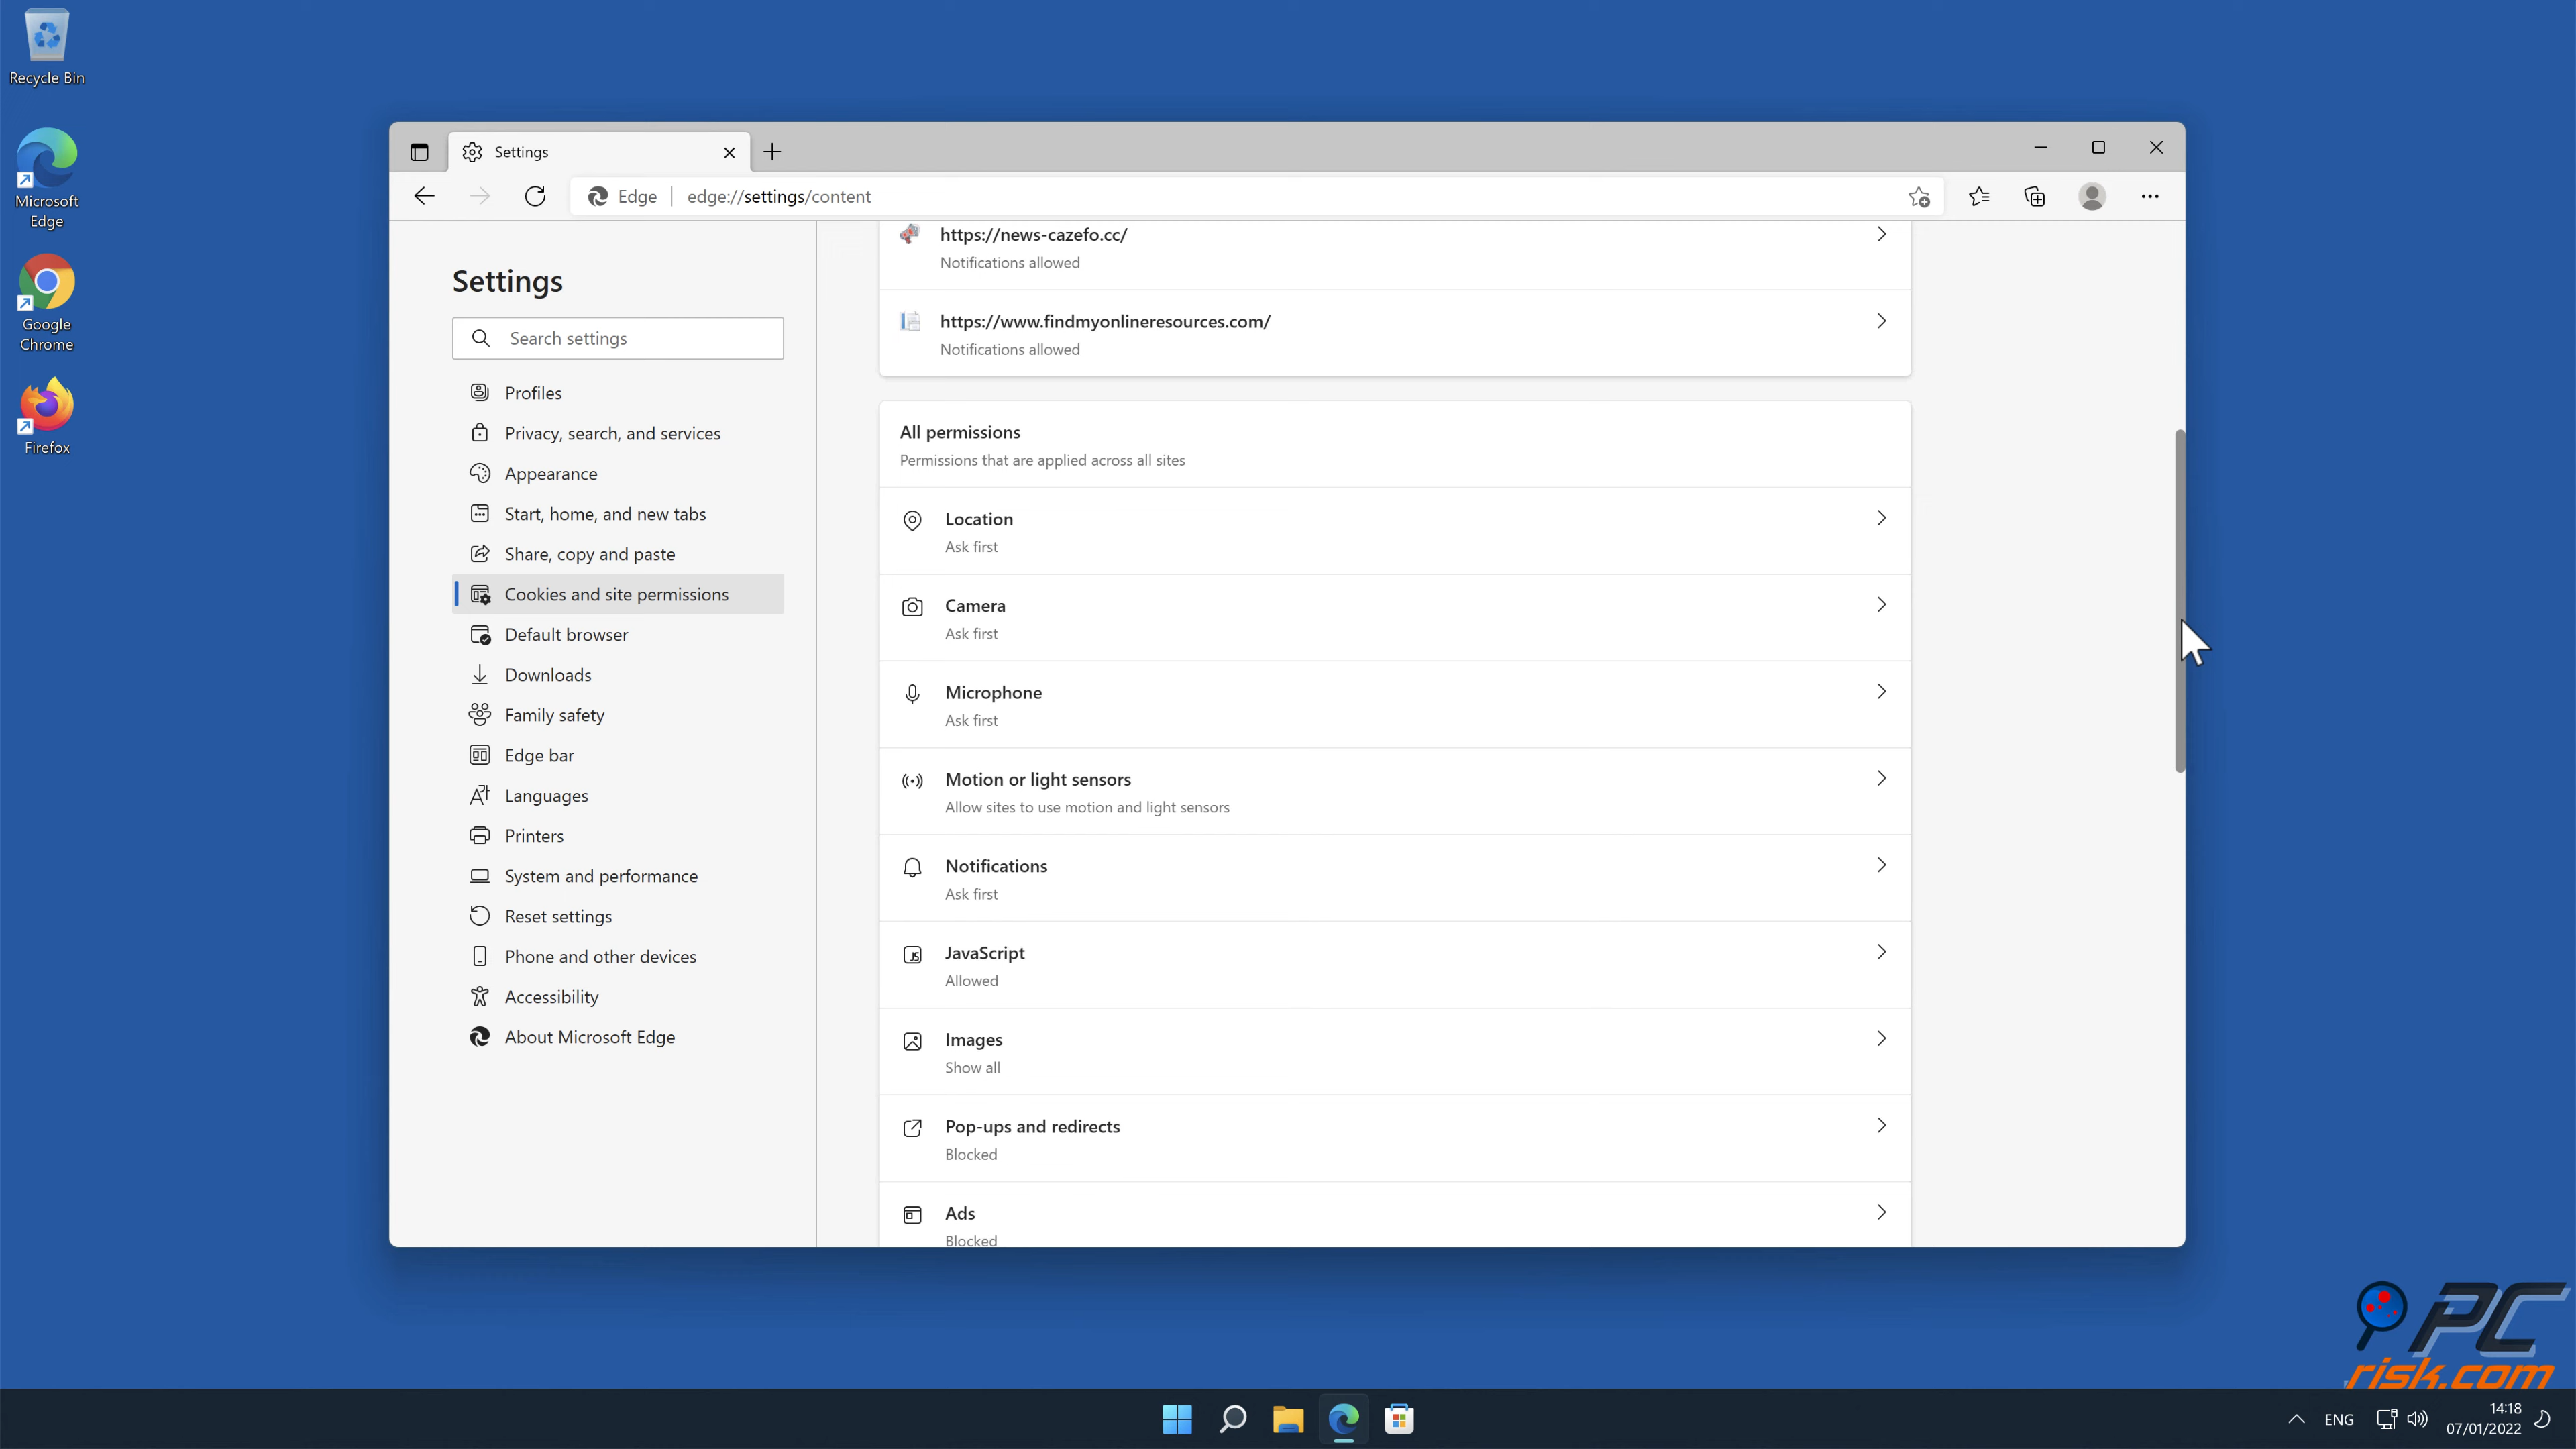 Recycle Bin
Microsoft
Edge
Google
Chrome
Firefox
Settings
Edge
edge://settings/content
Settings
Search settings
Profiles
Privacy, search, and services
Appearance
Start, home, and new tabs
Share, copy and paste
Cookies and site permissions
Default browser
Downloads
Family safety
Edge bar
Languages
Printers
System and performance
Reset settings
Phone and other devices
Accessibility
About Microsoft Edge
https://news-cazefo.cc/
Notifications allowed
https://www.findmyonlineresources.com/
Notifications allowed
All permissions
Permissions that are applied across all sites
Location
Ask first
Camera
Ask first
Microphone
Ask first
Motion or light sensors
Allow sites to use motion and light sensors
Notifications
Ask first
JavaScript
Allowed
Images
Show all
Pop-ups and redirects
Blocked
Ads
Blocked
PC
risk.com
ENG
14:18
07/01/2022